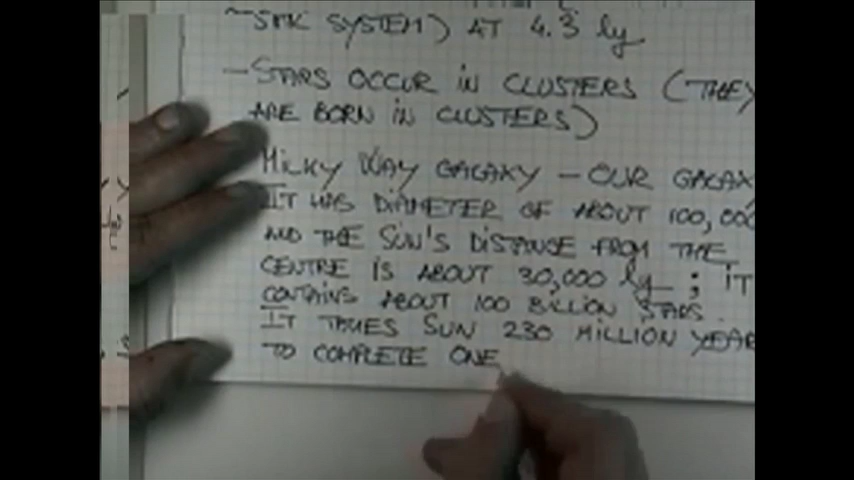 SYSTEM) AT 4.3 ly
- STARS OCCUR IN CLUSTERS (THEY
ARE BORN IN CLUSTERS)
MILKY WAY GALAXY - OUR GALAX
IT HAS DIAMETER OF ABOUT 100,000
AND THE SUN'S DISTANCE FROM THE
CENTRE IS ABOUT 30,000 ly ; IT
CONTAINS ABOUT 100 BILLION STARS.
IT TAKES SUN 230 MILLION YEAR
TO COMPLETE ONE